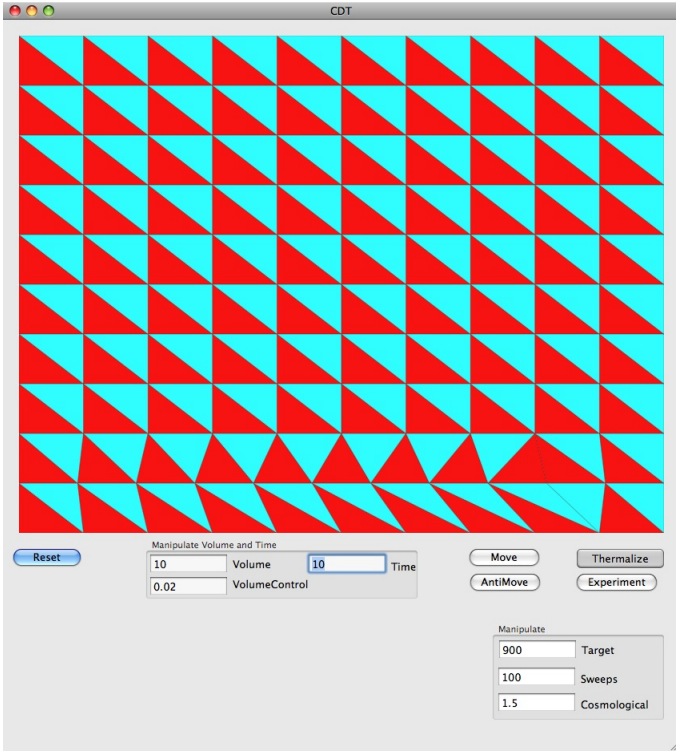 CDT
Manipulate Volume and Time
Reset
10 Volume 10 Time
Move
Thermalize
0.02 VolumeControl
AntiMove
Experiment
Manipulate
900 Target
100 Sweeps
1.5 Cosmological